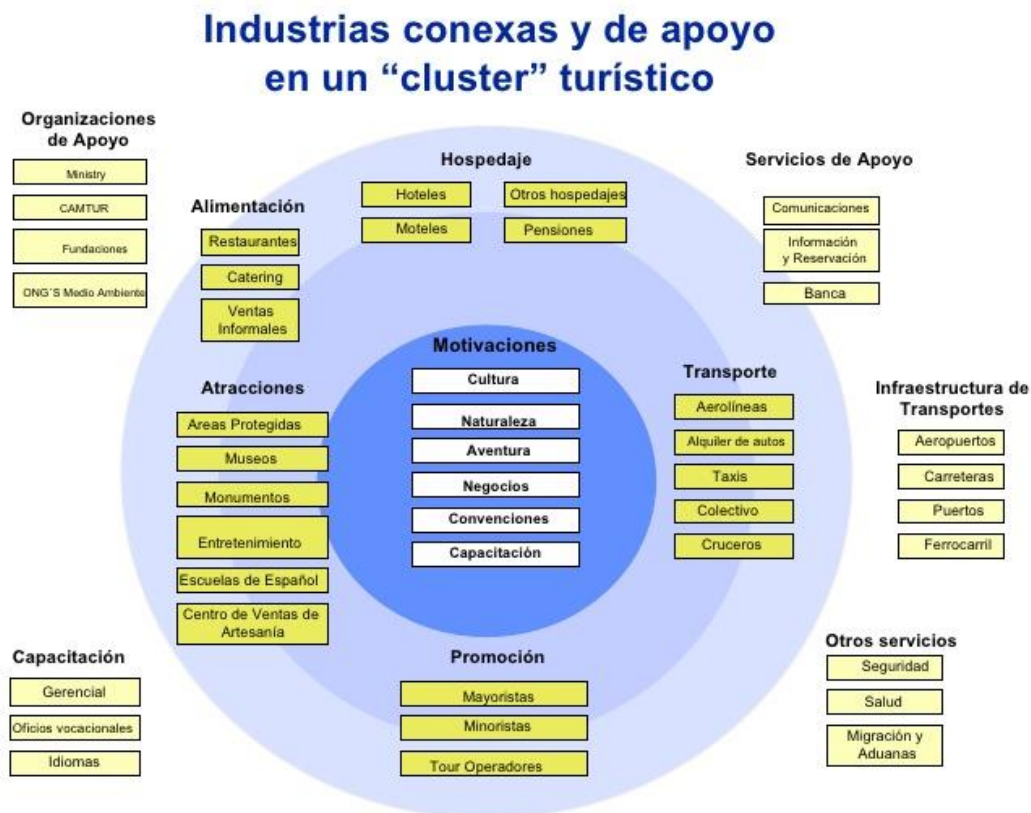 Industrias conexas y de apoyo
en un “cluster” turístico
Organizaciones
de Apoyo
Ministry
CAMTUR
Fundaciones
ONG´S Medio Ambiente
Alimentación
Restaurantes
Catering
Ventas
Informales
Hospedaje
Hoteles
Otros hospedajes
Moteles
Pensiones
Servicios de Apoyo
Comunicaciones
Información
y Reservación
Banca
Atracciones
Areas Protegidas
Museos
Monumentos
Entretenimiento
Escuelas de Español
Centro de Ventas de
Artesanía
Motivaciones
Cultura
Naturaleza
Aventura
Negocios
Convenciones
Capacitación
Transporte
Aerolíneas
Alquiler de autos
Taxis
Colectivo
Cruceros
Infraestructura de
Transportes
Aeropuertos
Carreteras
Puertos
Ferrocarril
Capacitación
Gerencial
Oficios vocacionales
Idiomas
Promoción
Mayoristas
Minoristas
Tour Operadores
Otros servicios
Seguridad
Salud
Migración y
Aduanas